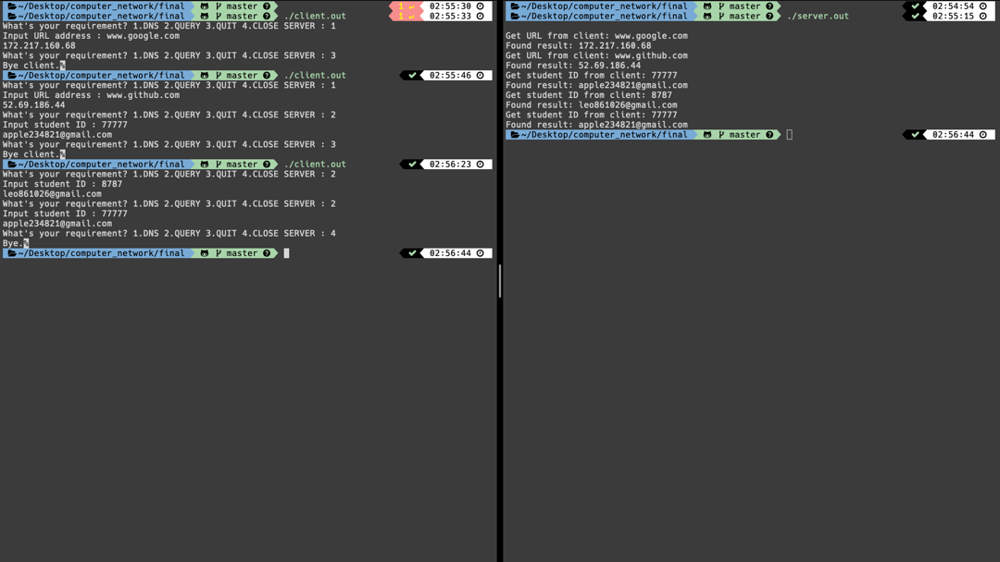 ~/Desktop/computer_network/final master ? 1 ↵ 02:55:30
~/Desktop/computer_network/final master ? ./client.out 1 ↵ 02:55:33
What's your requirement? 1.DNS 2.QUERY 3.QUIT 4.CLOSE SERVER : 1
Input URL address : www.google.com
172.217.160.68
What's your requirement? 1.DNS 2.QUERY 3.QUIT 4.CLOSE SERVER : 3
Bye client.%
~/Desktop/computer_network/final master ? ./client.out ✔ 02:55:46
What's your requirement? 1.DNS 2.QUERY 3.QUIT 4.CLOSE SERVER : 1
Input URL address : www.github.com
52.69.186.44
What's your requirement? 1.DNS 2.QUERY 3.QUIT 4.CLOSE SERVER : 2
Input student ID : 77777
apple234821@gmail.com
What's your requirement? 1.DNS 2.QUERY 3.QUIT 4.CLOSE SERVER : 3
Bye client.%
~/Desktop/computer_network/final master ? ./client.out ✔ 02:56:23
What's your requirement? 1.DNS 2.QUERY 3.QUIT 4.CLOSE SERVER : 2
Input student ID : 8787
leo861026@gmail.com
What's your requirement? 1.DNS 2.QUERY 3.QUIT 4.CLOSE SERVER : 2
Input student ID : 77777
apple234821@gmail.com
What's your requirement? 1.DNS 2.QUERY 3.QUIT 4.CLOSE SERVER : 4
Bye.%
~/Desktop/computer_network/final master ? ✔ 02:56:44
~/Desktop/computer_network/final master ? ✔ 02:54:54
~/Desktop/computer_network/final master ? ./server.out ✔ 02:55:15
Get URL from client: www.google.com
Found result: 172.217.160.68
Get URL from client: www.github.com
Found result: 52.69.186.44
Get student ID from client: 77777
Found result: apple234821@gmail.com
Get student ID from client: 8787
Found result: leo861026@gmail.com
Get student ID from client: 77777
Found result: apple234821@gmail.com
~/Desktop/computer_network/final master ? ✔ 02:56:44